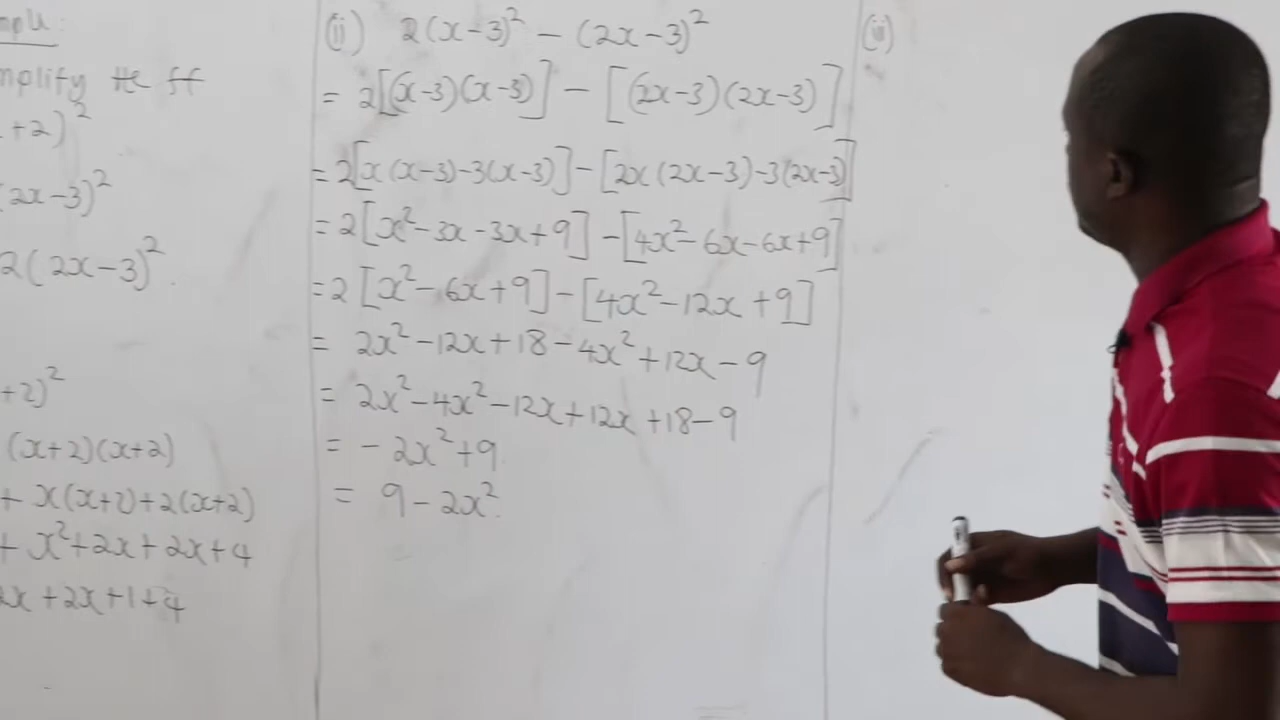 mplify the ff
+2)²
(2x-3)²
2(2x-3)².
+2)²
(x+2)(x+2)
+ x(x+2)+2(x+2)
+ x²+2x+2x+4
2x+2x+1+4
(ii) 2(x-3)² - (2x-3)²
= 2[(x-3)(x-3)] - [(2x-3)(2x-3)]
= 2[x(x-3)-3(x-3)] - [2x(2x-3)-3(2x-3)]
= 2[x²-3x-3x+9] - [4x²-6x-6x+9]
= 2[x²-6x+9] - [4x²-12x+9]
= 2x²-12x+18-4x²+12x-9
= 2x²-4x²-12x+12x+18-9
= -2x²+9
= 9-2x².
(iii)